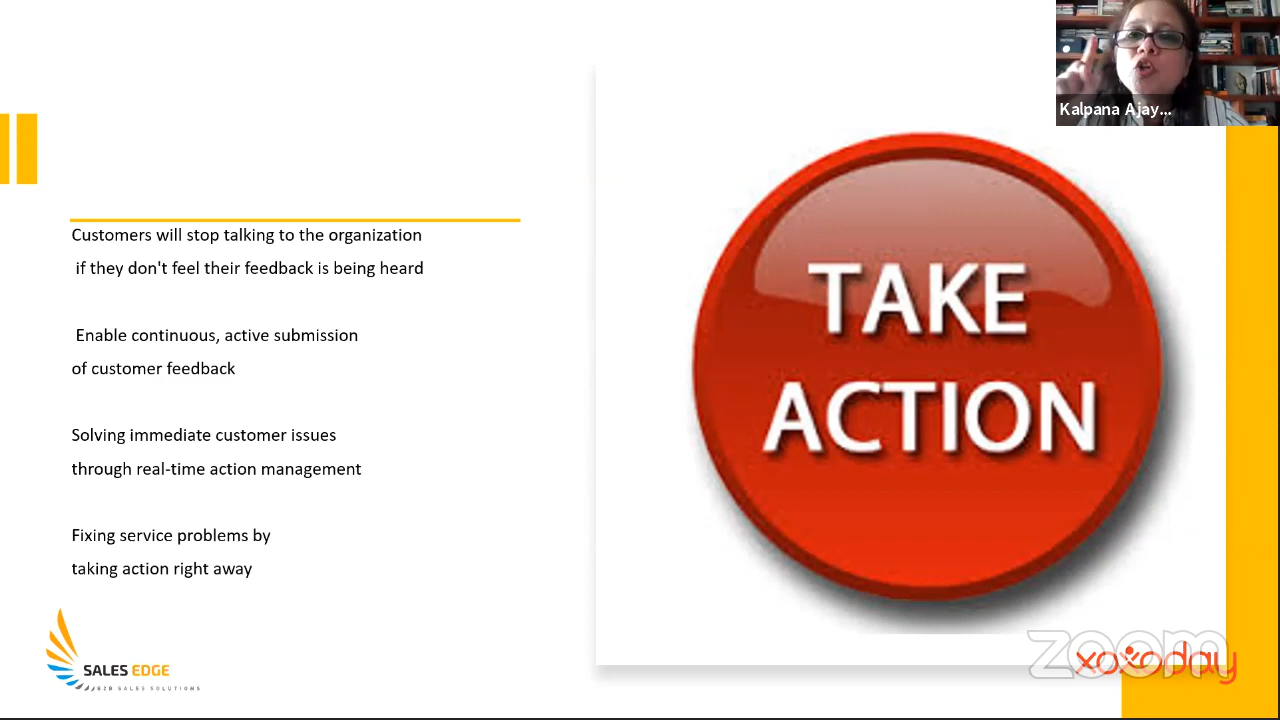 Kalpana Ajay...
Customers will stop talking to the organization
if they don't feel their feedback is being heard
Enable continuous, active submission
of customer feedback
Solving immediate customer issues
through real-time action management
Fixing service problems by
taking action right away
TAKE
ACTION
SALES EDGE
B2B SALES SOLUTIONS
zoom
xoxoday